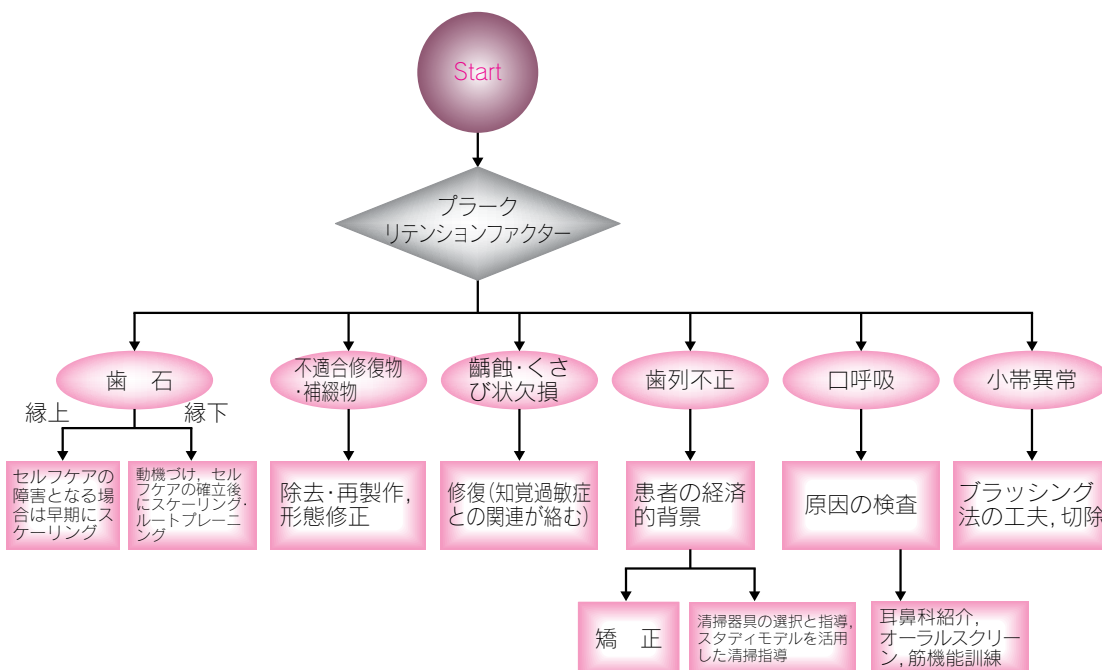 Start
プラーク
リテンションファクター
歯　石
不適合修復物
・補綴物
齲蝕・くさ
び状欠損
歯列不正
口呼吸
小帯異常
縁上
縁下
セルフケアの
障害となる場
合は早期にス
ケーリング
動機づけ，セル
フケアの確立後
にスケーリング・
ルートプレーニ
ング
除去・再製作，
形態修正
修復（知覚過敏症
との関連が絡む）
患者の経済
的背景
原因の検査
ブラッシング
法の工夫，切除
矯　正
清掃器具の選択と指導，
スタディモデルを活用
した清掃指導
耳鼻科紹介，
オーラルスクリー
ン，筋機能訓練